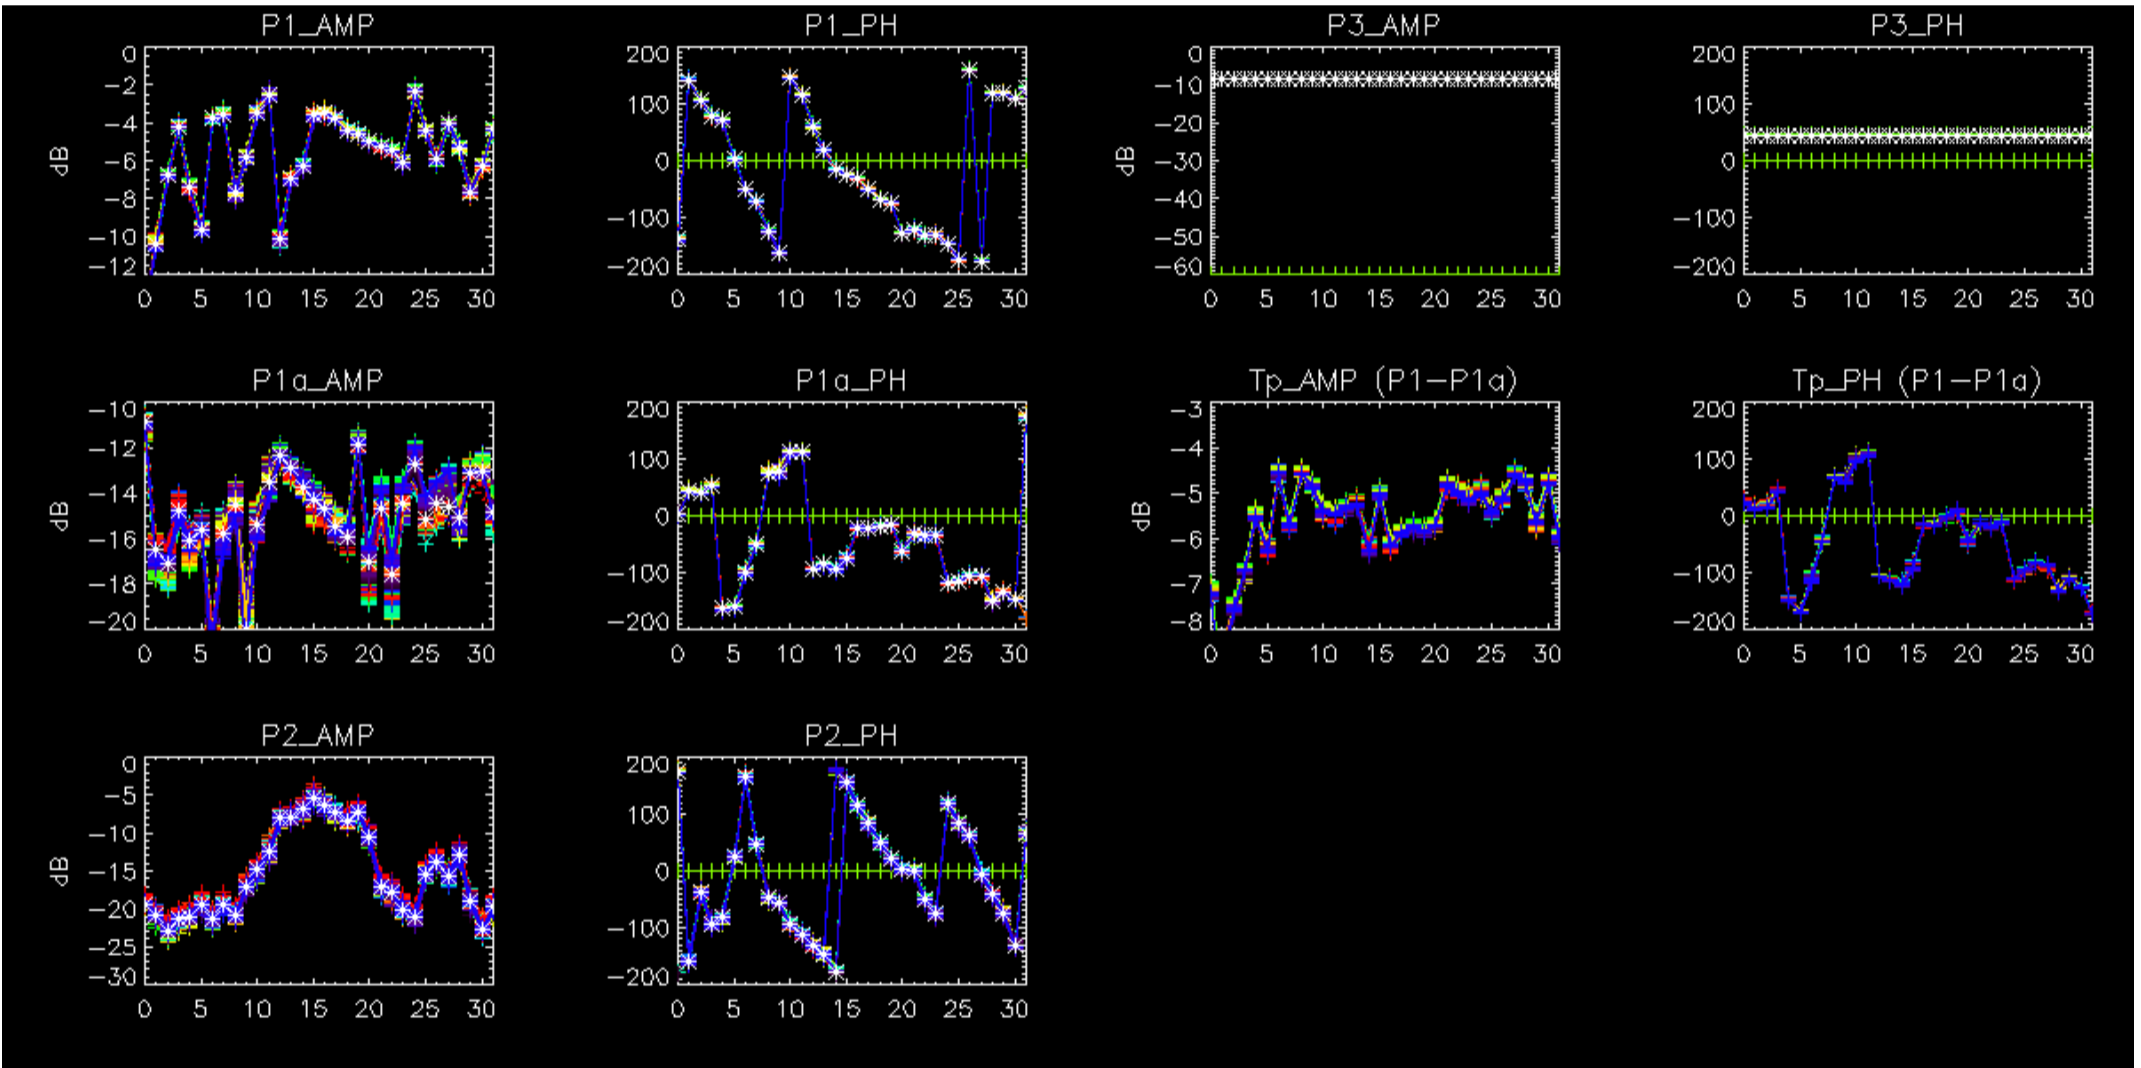 P1_AMP
dB
0
−2
−4
−6
−8
−10
−12
0 5 10 15 20 25 30
P1_PH
200
100
0
−100
−200
0 5 10 15 20 25 30
P3_AMP
dB
0
−10
−20
−30
−40
−50
−60
0 5 10 15 20 25 30
P3_PH
200
100
0
−100
−200
0 5 10 15 20 25 30
P1a_AMP
dB
−10
−12
−14
−16
−18
−20
0 5 10 15 20 25 30
P1a_PH
200
100
0
−100
−200
0 5 10 15 20 25 30
Tp_AMP (P1−P1a)
dB
−3
−4
−5
−6
−7
−8
0 5 10 15 20 25 30
Tp_PH (P1−P1a)
200
100
0
−100
−200
0 5 10 15 20 25 30
P2_AMP
dB
0
−5
−10
−15
−20
−25
−30
0 5 10 15 20 25 30
P2_PH
200
100
0
−100
−200
0 5 10 15 20 25 30